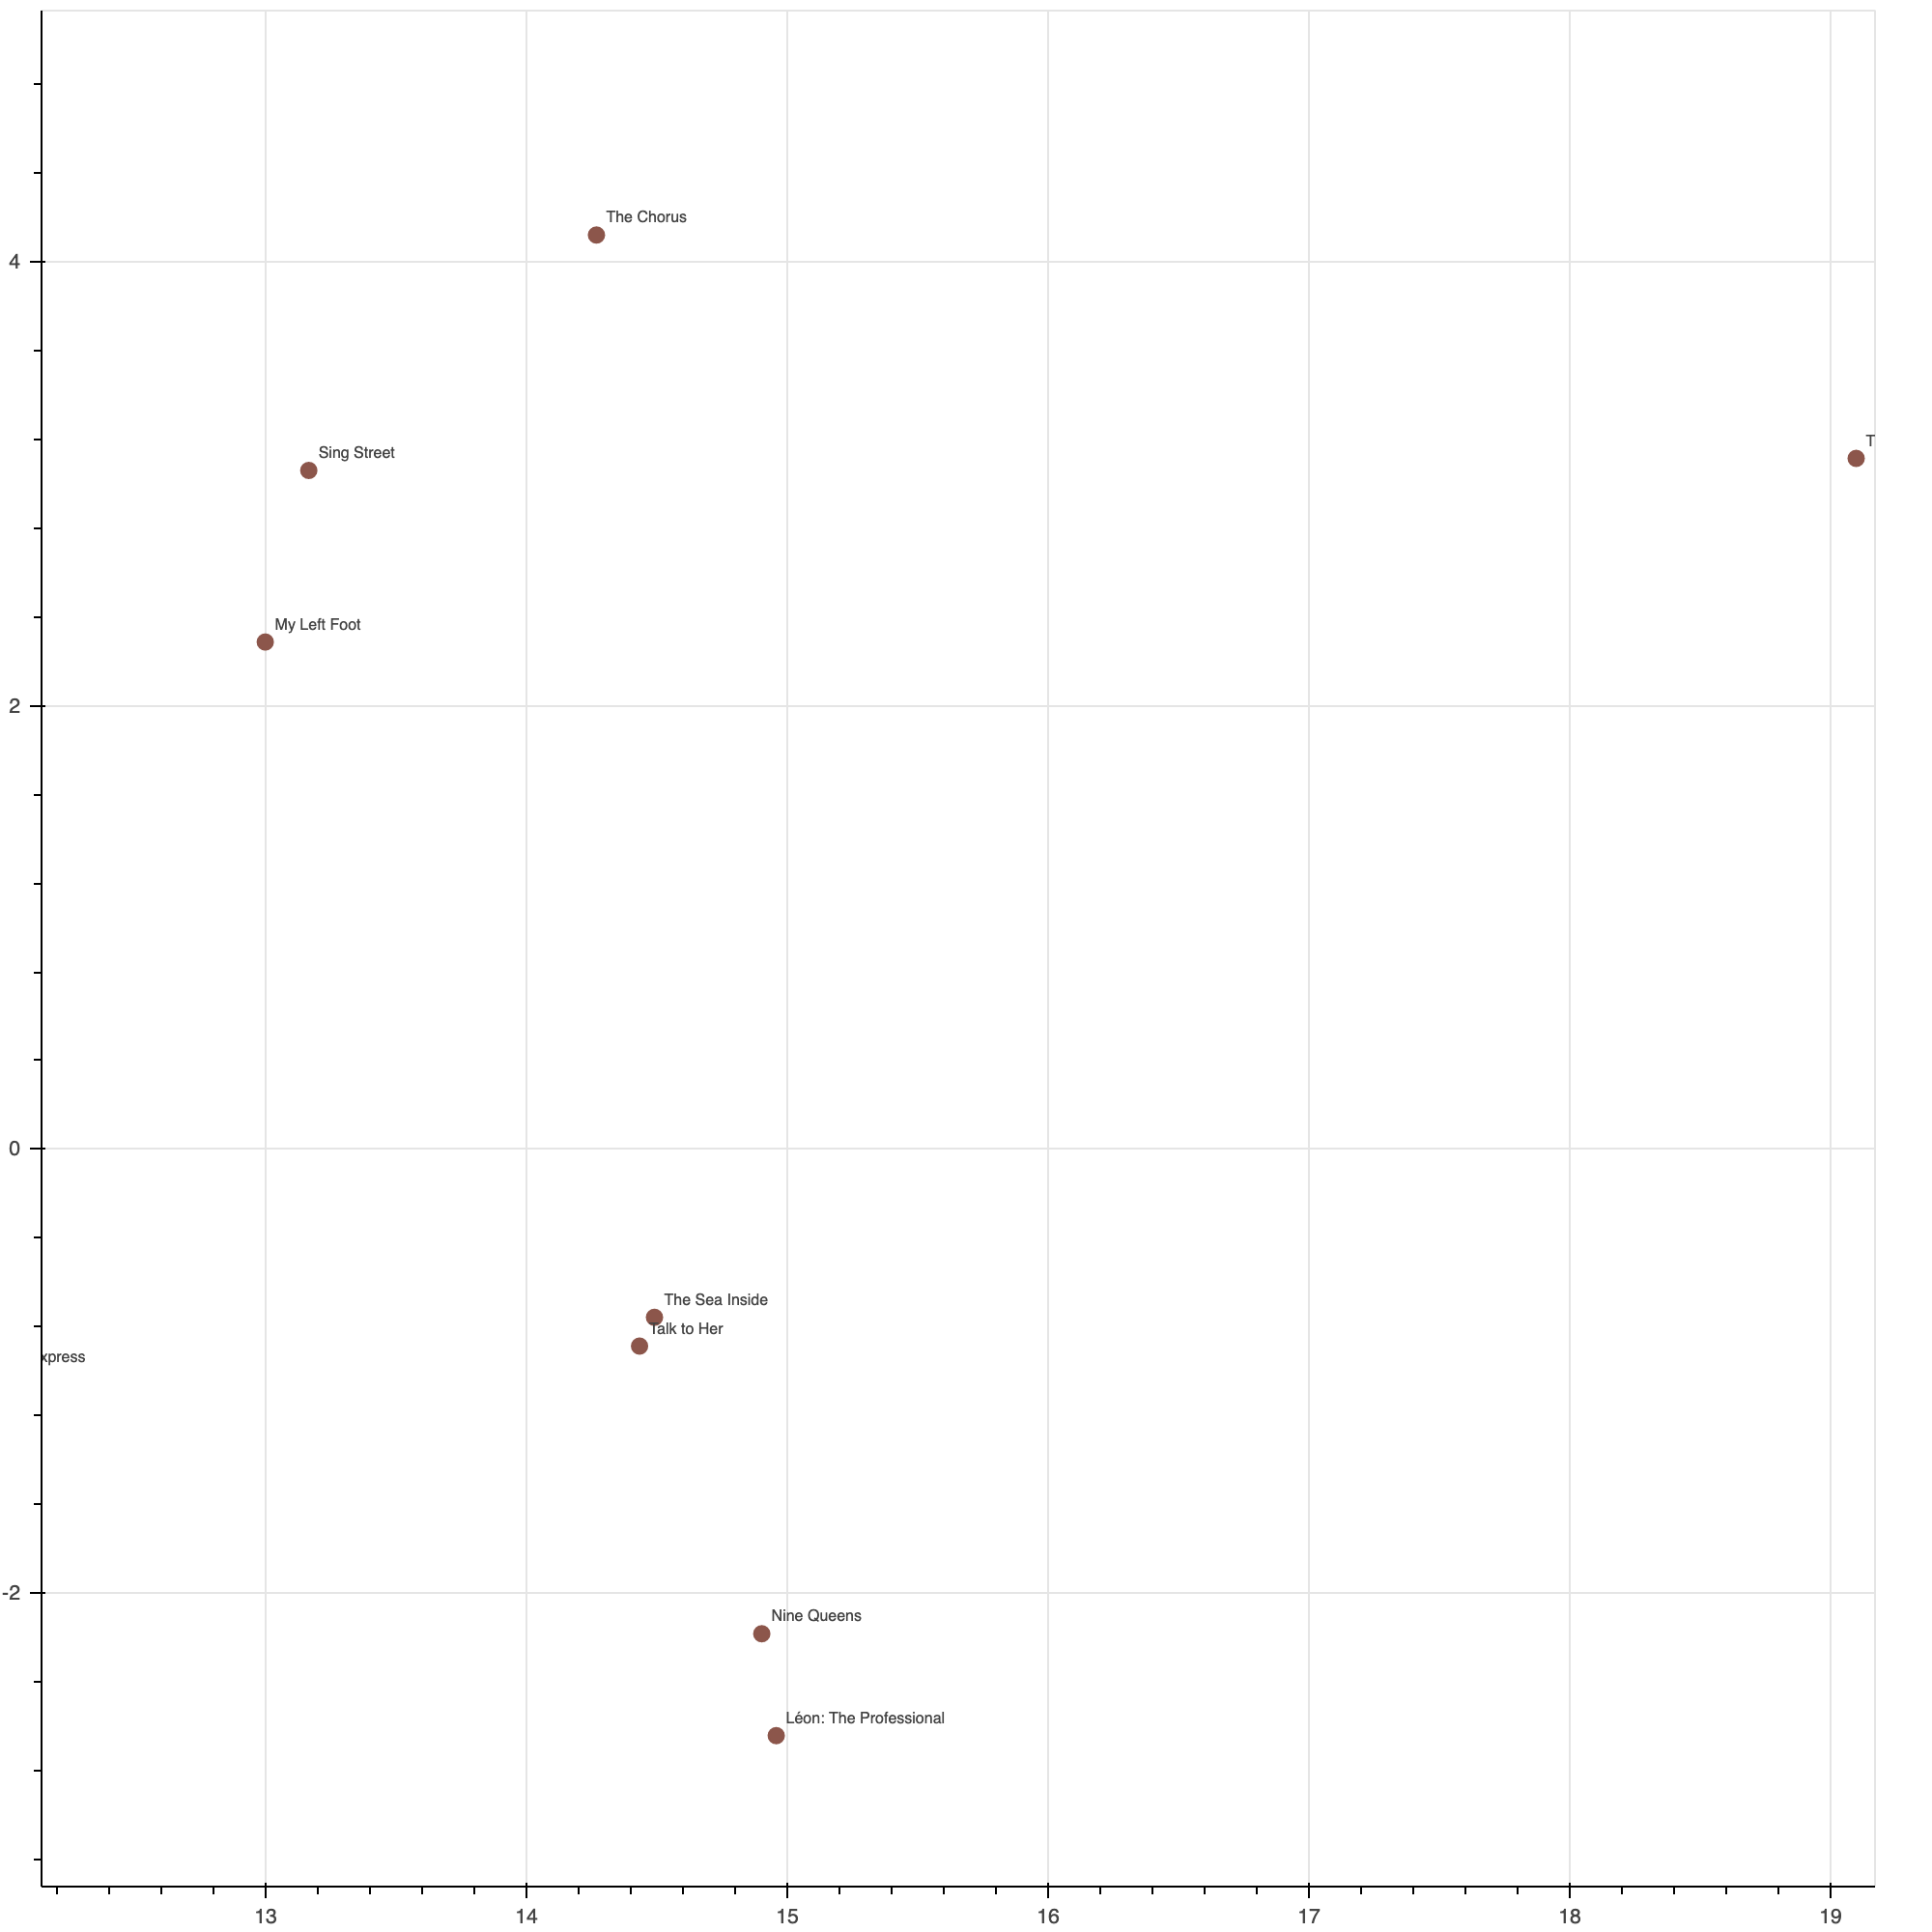 The Chorus
4
T
Sing Street
My Left Foot
2
0
The Sea Inside
Talk to Her
xpress
-2
Nine Queens
Léon: The Professional
13 14 15 16 17 18 19